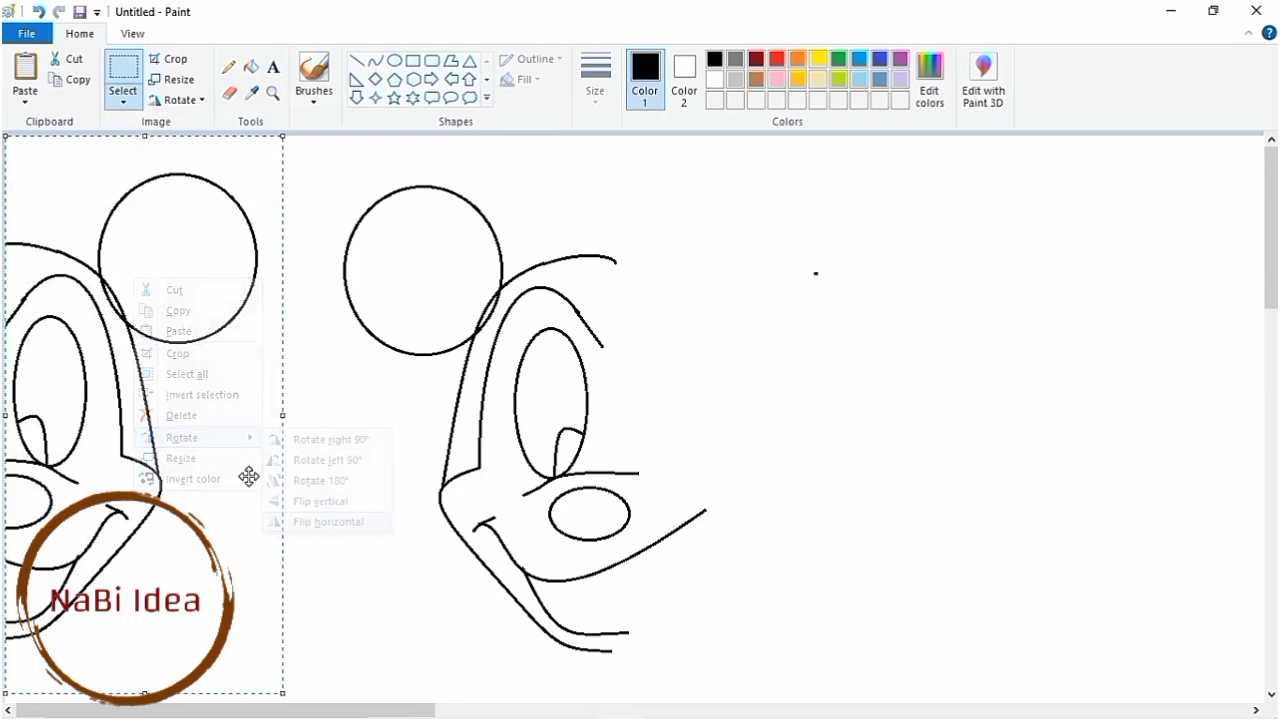 Untitled - Paint
File
Home
View
Paste
Cut
Copy
Clipboard
Select
Crop
Resize
Rotate
Image
A
Tools
Brushes
Shapes
Outline
Fill
Size
Color
1
Color
2
Edit
colors
Colors
Edit with
Paint 3D
Cut
Copy
Paste
Crop
Select all
Invert selection
Delete
Rotate
Resize
Invert color
Rotate right 90°
Rotate left 90°
Rotate 180°
Flip vertical
Flip horizontal
NaBi Idea